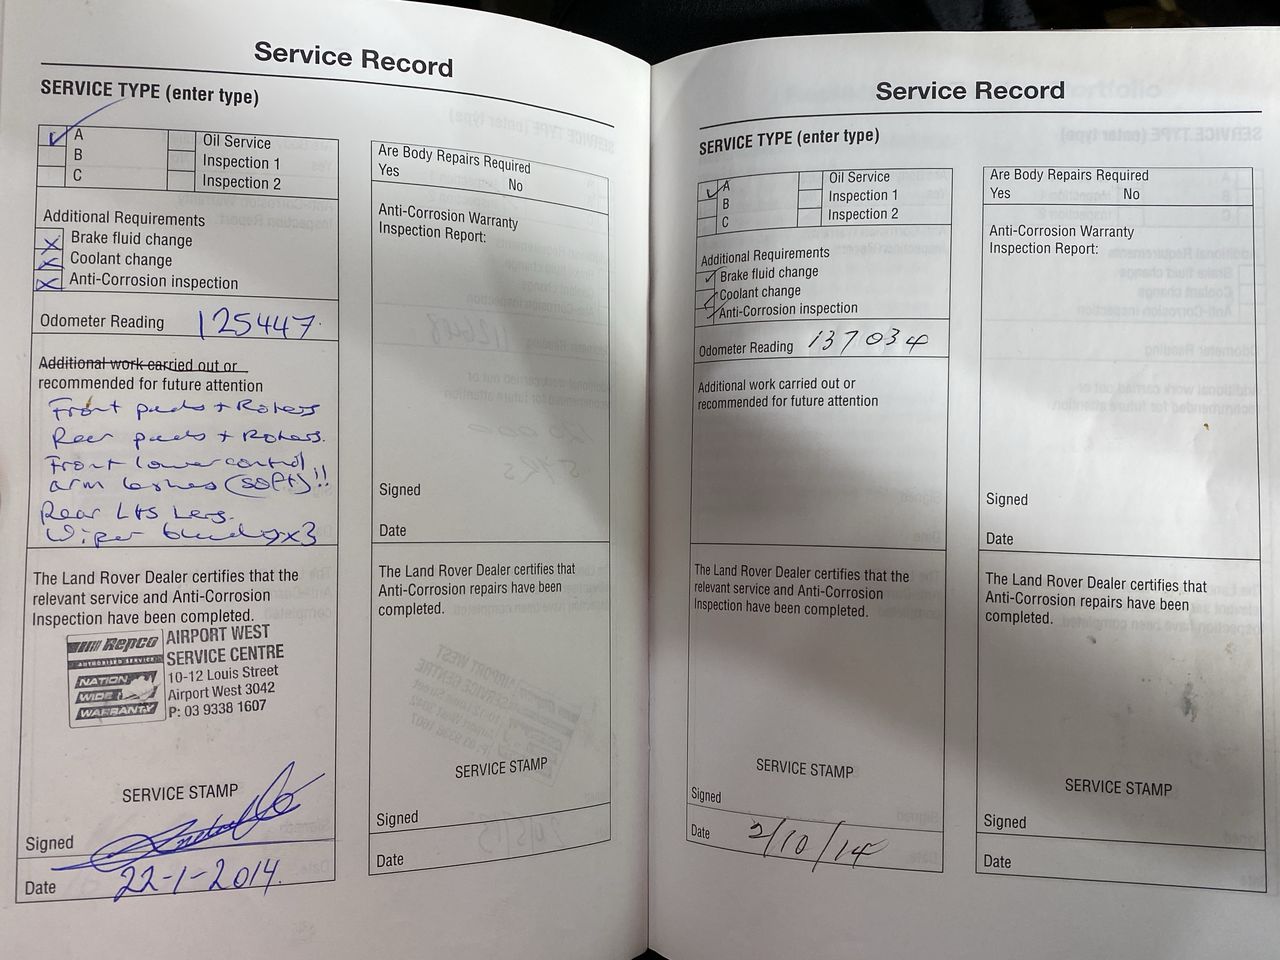 Service Record
SERVICE TYPE (enter type)
A
B
C
Oil Service
Inspection 1
Inspection 2
Additional Requirements
Brake fluid change
Coolant change
Anti-Corrosion inspection
Odometer Reading 125447
Additional work carried out or
recommended for future attention
Front pads + Rotors
Rear pads + Rotors.
Front lower control
arm bushes (soft)!!
Rear LHS
Wiper blades x3
The Land Rover Dealer certifies that the
relevant service and Anti-Corrosion
Inspection have been completed.
Repco
AUTHORISED SERVICE
NATION
WIDE
WARRANTY
AIRPORT WEST
SERVICE CENTRE
10-12 Louis Street
Airport West 3042
P: 03 9338 1607
SERVICE STAMP
Signed
Date 22-1-2014.
Are Body Repairs Required
Yes No
Anti-Corrosion Warranty
Inspection Report:
Signed
Date
The Land Rover Dealer certifies that
Anti-Corrosion repairs have been
completed.
SERVICE STAMP
Signed
Date
Service Record
SERVICE TYPE (enter type)
A
B
C
Oil Service
Inspection 1
Inspection 2
Additional Requirements
Brake fluid change
Coolant change
Anti-Corrosion inspection
Odometer Reading 137034
Additional work carried out or
recommended for future attention
The Land Rover Dealer certifies that the
relevant service and Anti-Corrosion
Inspection have been completed.
SERVICE STAMP
Signed
Date 2/10/14
Are Body Repairs Required
Yes No
Anti-Corrosion Warranty
Inspection Report:
Signed
Date
The Land Rover Dealer certifies that
Anti-Corrosion repairs have been
completed.
SERVICE STAMP
Signed
Date